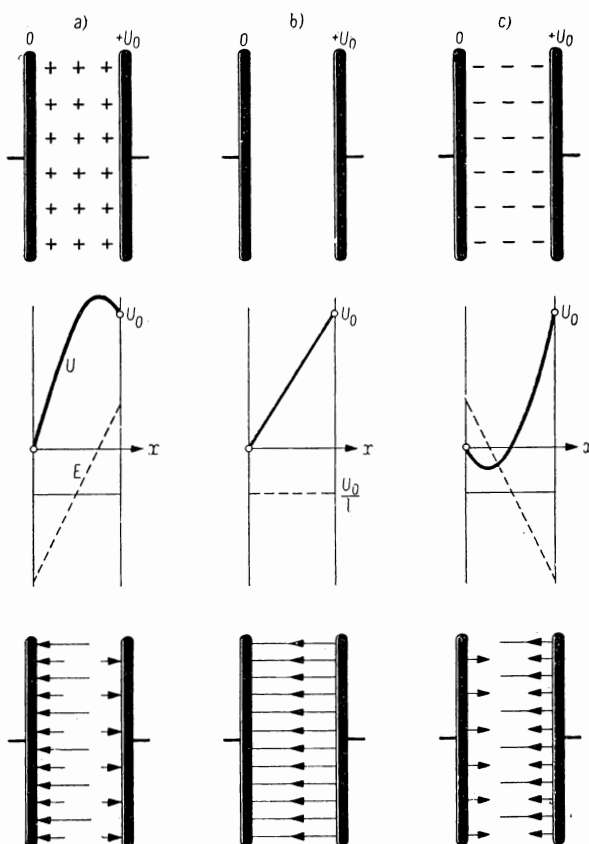 a) b) c)
0 +U₀ 0 +U₀ 0 +U₀
+ + +
+ + +
+ + +
+ + +
+ + +
+ + +
− − −
− − −
− − −
− − −
− − −
− − −
U₀ U₀ U₀
U
x x x
E
U₀
l